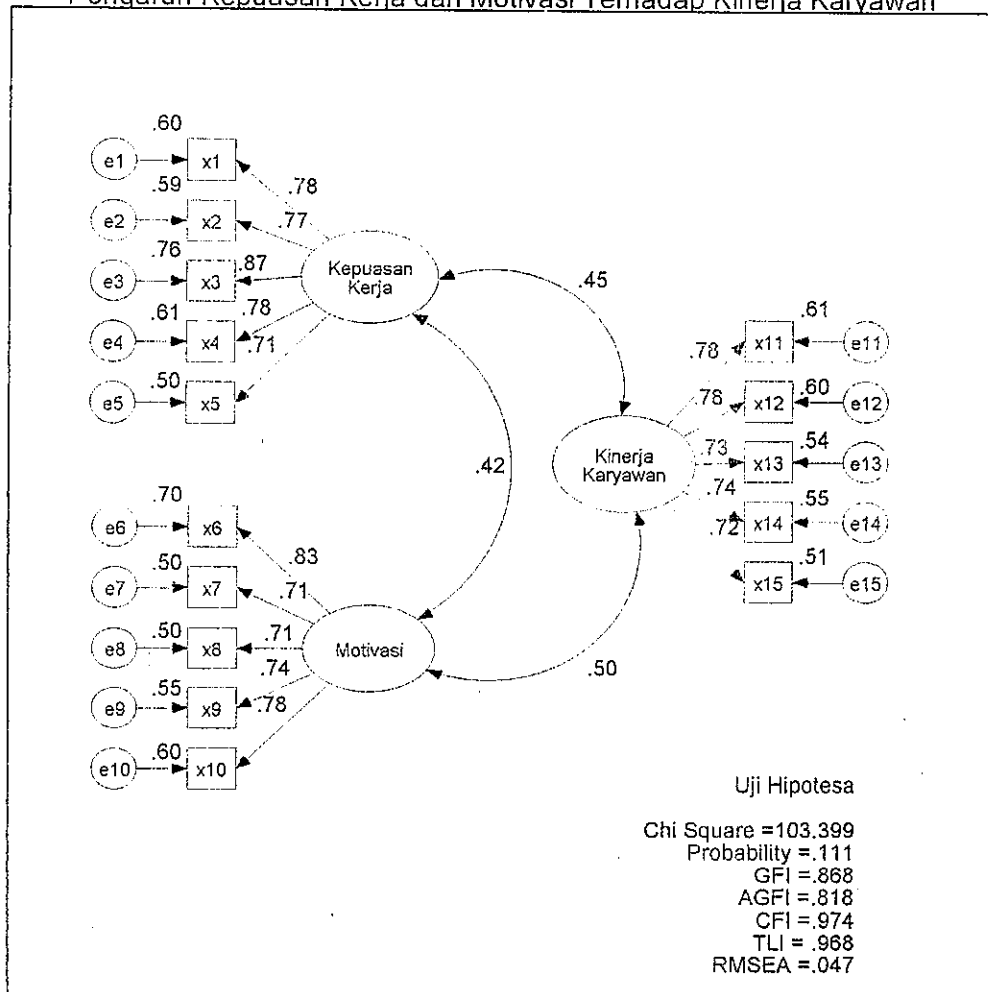 Pengaruh Kepuasan Kerja dan Motivasi Terhadap Kinerja Karyawan
.60
e1 x1
.78
.59
e2 x2
.77
.76
e3 x3
.87
Kepuasan
Kerja
.45
.61
e4 x4
.78
.71
.50
e5 x5
.61
x11 e11
.78
.60
x12 e12
.78
.54
x13 e13
.73
.55
x14 e14
.74
.51
x15 e15
.72
Kinerja
Karyawan
.42
.70
e6 x6
.83
.50
e7 x7
.71
.50
e8 x8
.71
Motivasi
.50
.55
e9 x9
.74
.78
.60
e10 x10
Uji Hipotesa
Chi Square =103.399
Probability =.111
GFI =.868
AGFI =.818
CFI =.974
TLI = .968
RMSEA =.047